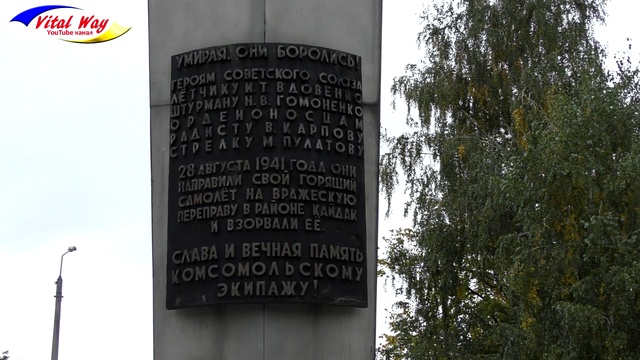 Vital Way
YouTube канал
УМИРАЯ, ОНИ БОРОЛИСЬ!
ГЕРОЯМ СОВЕТСКОГО СОЮЗА
ЛЁТЧИКУ И.Т. ВДОВЕНКО
ШТУРМАНУ Н.В. ГОМОНЕНКО
ОРДЕНОНОСЦАМ
РАДИСТУ В. КАРПОВУ
СТРЕЛКУ М ПУЛАТОВУ
28 АВГУСТА 1941 ГОДА ОНИ
НАПРАВИЛИ СВОЙ ГОРЯЩИЙ
САМОЛЁТ НА ВРАЖЕСКУЮ
ПЕРЕПРАВУ В РАЙОНЕ КАЙДАК
И ВЗОРВАЛИ ЕЁ.
СЛАВА И ВЕЧНАЯ ПАМЯТЬ
КОМСОМОЛЬСКОМУ
ЭКИПАЖУ!